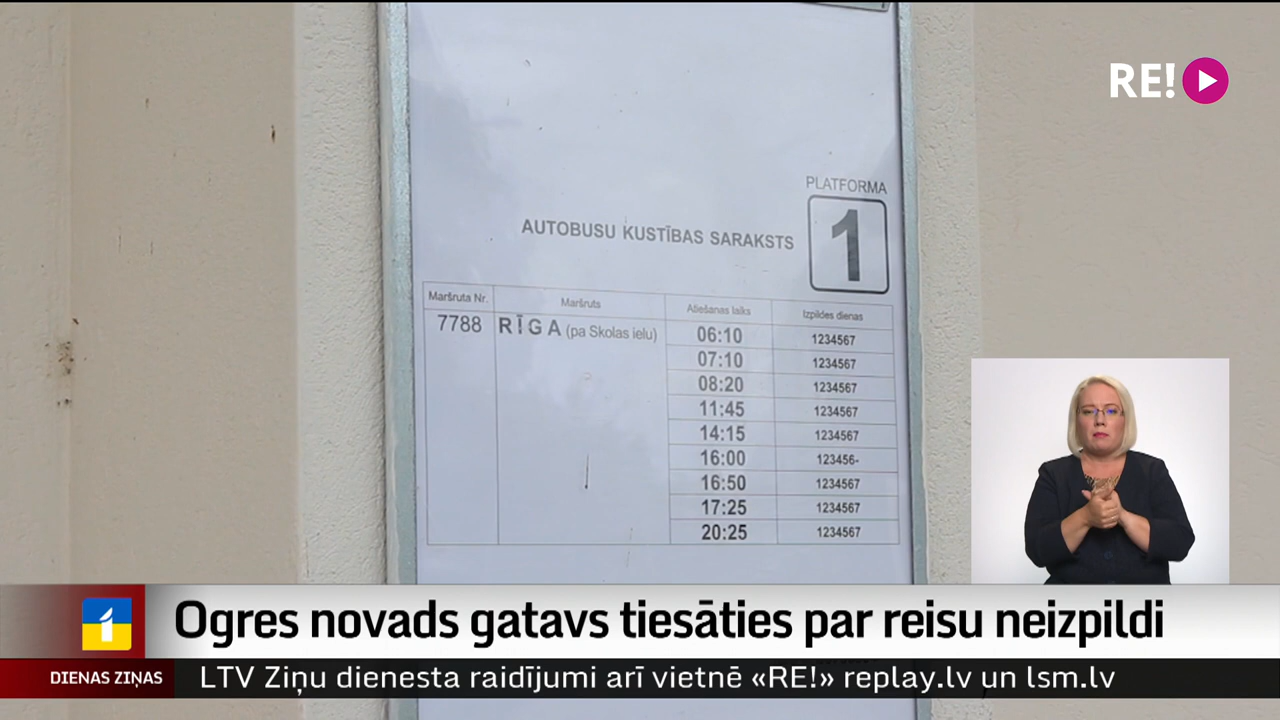 RE!
PLATFORMA
1
AUTOBUSU KUSTĪBAS SARAKSTS
Maršruta Nr. Maršruts Atiešanas laiks Izpildes dienas
7788 RĪGA (pa Skolas ielu) 06:10 1234567
07:10 1234567
08:20 1234567
11:45 1234567
14:15 1234567
16:00 123456-
16:50 1234567
17:25 1234567
20:25 1234567
1 Ogres novads gatavs tiesāties par reisu neizpildi
DIENAS ZIŅAS LTV Ziņu dienesta raidījumi arī vietnē «RE!» replay.lv un lsm.lv